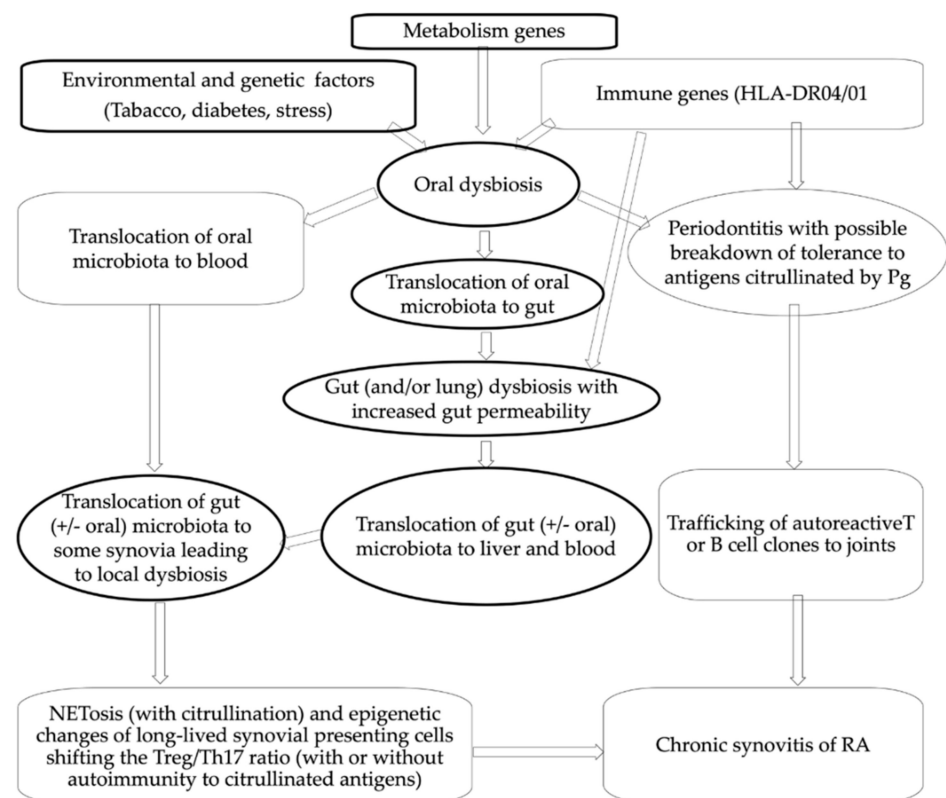 Metabolism genes
Environmental and genetic factors
(Tabacco, diabetes, stress)
Immune genes (HLA-DR04/01
Oral dysbiosis
Translocation of oral
microbiota to blood
Periodontitis with possible
breakdown of tolerance to
antigens citrullinated by Pg
Translocation of oral
microbiota to gut
Gut (and/or lung) dysbiosis with
increased gut permeability
Translocation of gut
(+/- oral) microbiota to
some synovia leading
to local dysbiosis
Translocation of gut (+/- oral)
microbiota to liver and blood
Trafficking of autoreactiveT
or B cell clones to joints
NETosis (with citrullination) and epigenetic
changes of long-lived synovial presenting cells
shifting the Treg/Th17 ratio (with or without
autoimmunity to citrullinated antigens)
Chronic synovitis of RA